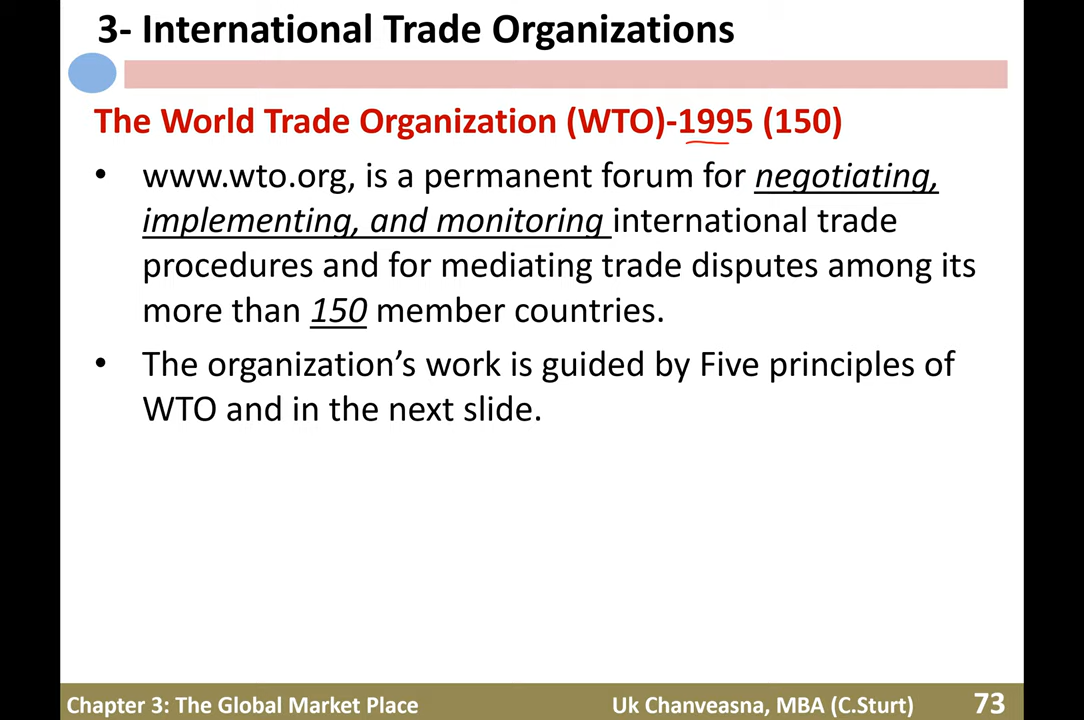 3- International Trade Organizations
The World Trade Organization (WTO)-1995 (150)
• www.wto.org, is a permanent forum for negotiating,
implementing, and monitoring international trade
procedures and for mediating trade disputes among its
more than 150 member countries.
• The organization’s work is guided by Five principles of
WTO and in the next slide.
Chapter 3: The Global Market Place Uk Chanveasna, MBA (C.Sturt) 73